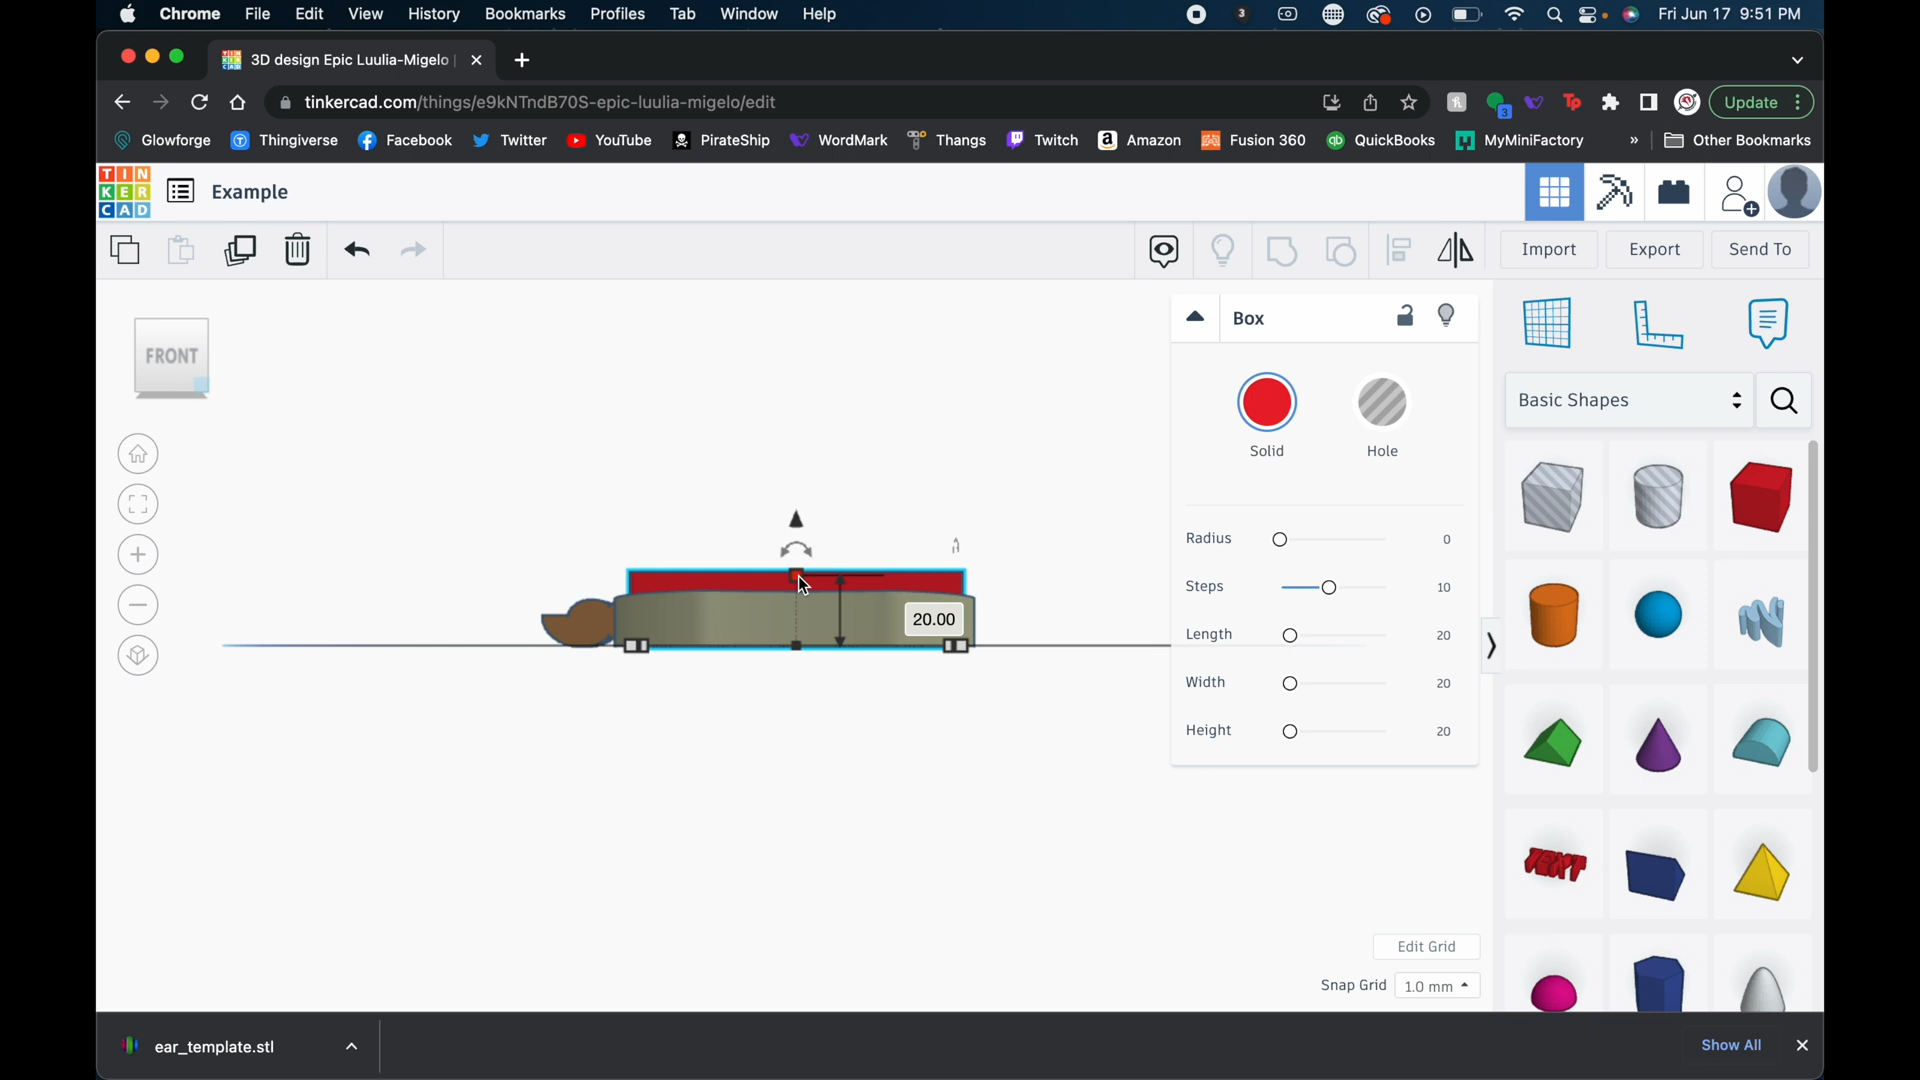 Chrome File Edit View History Bookmarks Profiles Tab Window Help 3 Fri Jun 17 9:51 PM
3D design Epic Luulia-Migelo
tinkercad.com/things/e9kNTndB70S-epic-luulia-migelo/edit 3 Update
Glowforge Thingiverse Facebook Twitter YouTube PirateShip WordMark Thangs Twitch Amazon Fusion 360 QuickBooks MyMiniFactory » Other Bookmarks
TIN
KER
CAD
Example
Import Export Send To
FRONT
Box
Solid Hole
Radius 0
Steps 10
Length 20
Width 20
Height 20
20.00
Basic Shapes
TEXT
Edit Grid
Snap Grid 1.0 mm
ear_template.stl
Show All